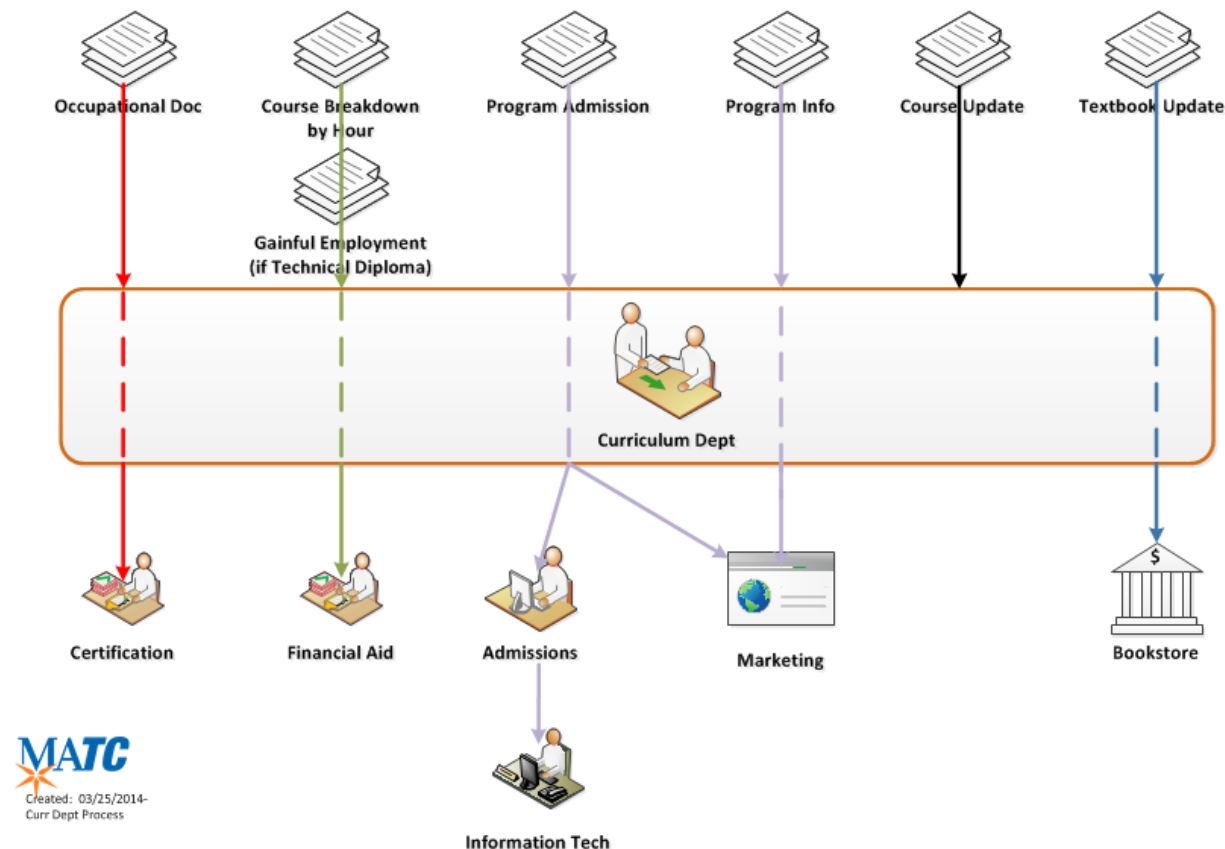 Occupational Doc
Course Breakdown
by Hour
Program Admission
Program Info
Course Update
Textbook Update
Gainful Employment
(if Technical Diploma)
Curriculum Dept
$
Certification
Financial Aid
Admissions
Marketing
Bookstore
MATC
Created:  03/25/2014-
Curr Dept Process
Information Tech